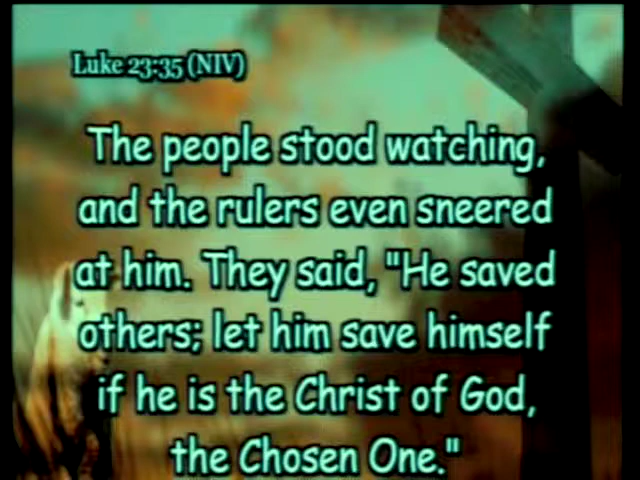 Luke 23:35 (NIV)
The people stood watching,
and the rulers even sneered
at him. They said, "He saved
others; let him save himself
if he is the Christ of God,
the Chosen One."